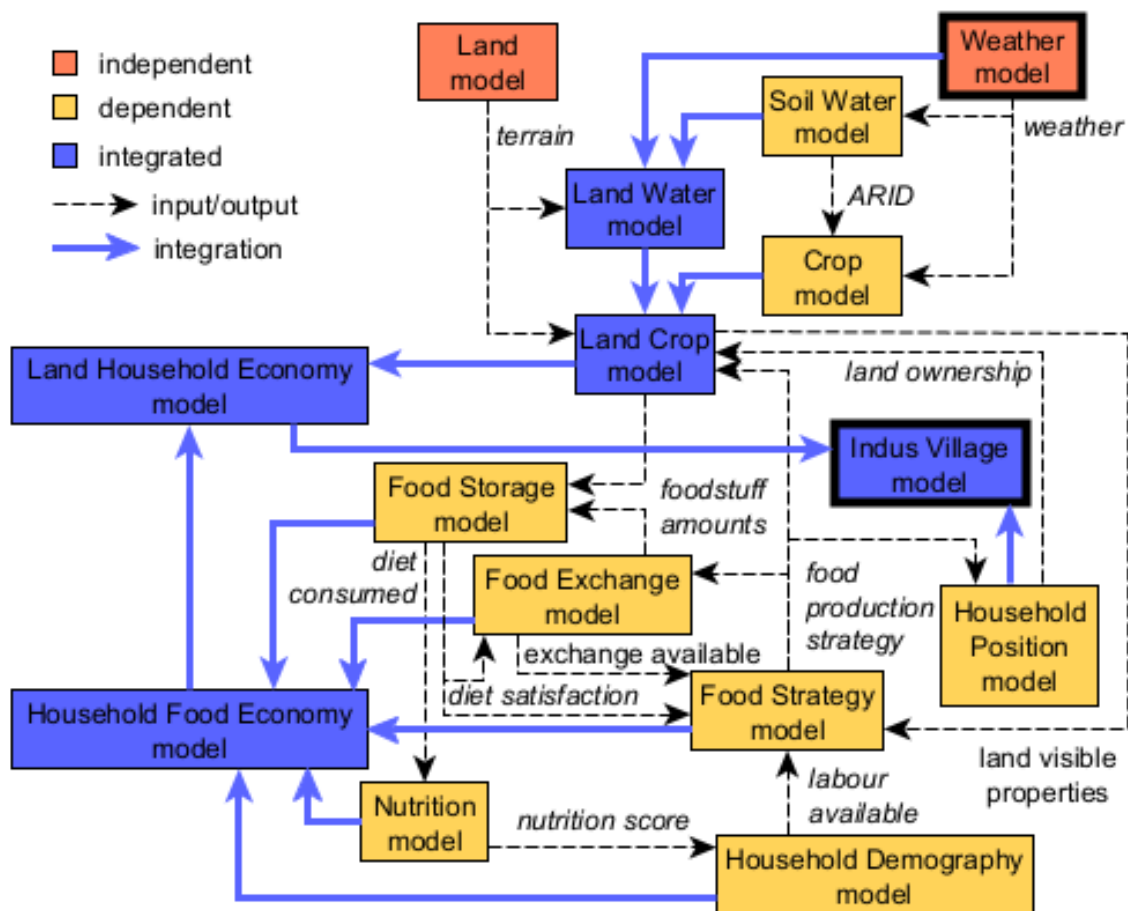 independent
dependent
integrated
input/output
integration
Land
model
Weather
model
Soil Water
model
weather
terrain
Land Water
model
ARID
Crop
model
Land Crop
model
land ownership
Land Household Economy
model
Indus Village
model
Food Storage
model
foodstuff
amounts
diet
consumed
Food Exchange
model
food
production
strategy
Household
Position
model
exchange available
diet satisfaction
Food Strategy
model
Household Food Economy
model
land visible
properties
labour
available
Nutrition
model
nutrition score
Household Demography
model